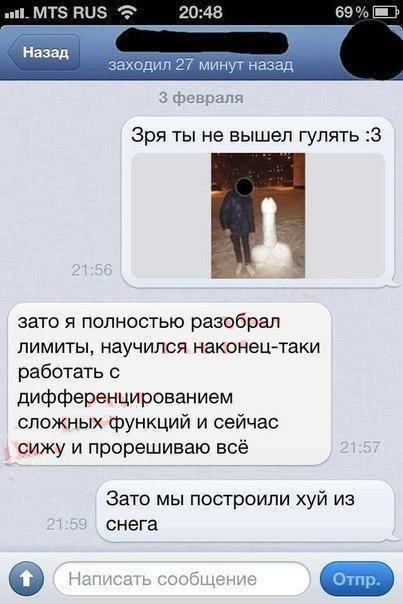 MTS RUS 20:48 69 %
Назад
заходил 27 минут назад
3 февраля
Зря ты не вышел гулять :3
21:56
зато я полностью разобрал
лимиты, научился наконец-таки
работать с
дифференцированием
сложных функций и сейчас
сижу и прорешиваю всё
21:57
Зато мы построили хуй из
снега
21:59
Написать сообщение
Отпр.